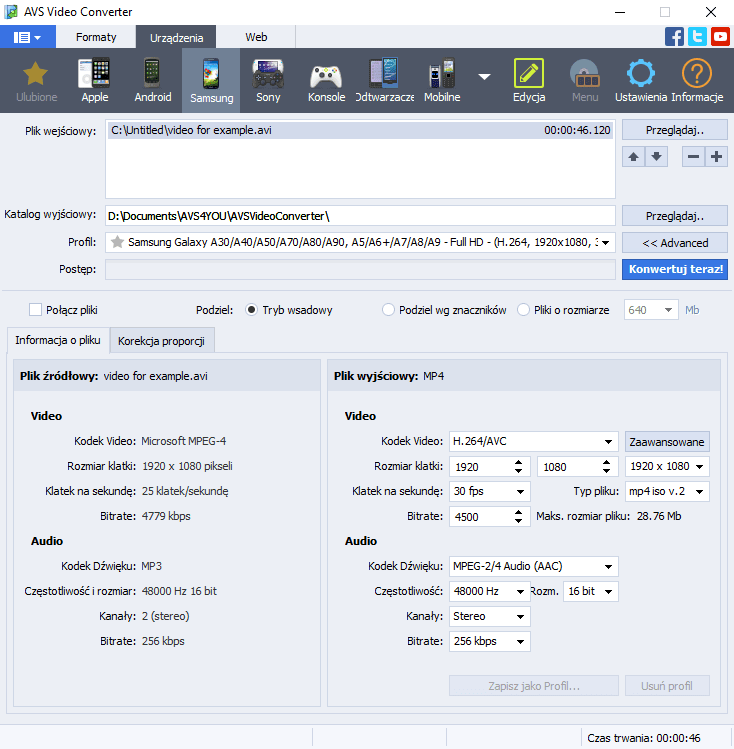 AVS Video Converter
Formaty Urządzenia Web
Ulubione Apple Android Samsung Sony Konsole Odtwarzacze Mobilne Edycja Menu Ustawienia Informacje
Plik wejściowy: C:\Untitled\video for example.avi 00:00:46.120 Przeglądaj..
Katalog wyjściowy: D:\Documents\AVS4YOU\AVSVideoConverter\ Przeglądaj..
Profil: Samsung Galaxy A30/A40/A50/A70/A80/A90, A5/A6+/A7/A8/A9 - Full HD - (H.264, 1920x1080, 3 << Advanced
Postęp: Konwertuj teraz!
Połącz pliki Podziel: Tryb wsadowy Podziel wg znaczników Pliki o rozmiarze 640 Mb
Informacja o pliku Korekcja proporcji
Plik źródłowy: video for example.avi
Video
Kodek Video: Microsoft MPEG-4
Rozmiar klatki: 1920 x 1080 pikseli
Klatek na sekundę: 25 klatek/sekundę
Bitrate: 4779 kbps
Audio
Kodek Dźwięku: MP3
Częstotliwość i rozmiar: 48000 Hz 16 bit
Kanały: 2 (stereo)
Bitrate: 256 kbps
Plik wyjściowy: MP4
Video
Kodek Video: H.264/AVC Zaawansowane
Rozmiar klatki: 1920 1080 1920 x 1080
Klatek na sekundę: 30 fps Typ pliku: mp4 iso v.2
Bitrate: 4500 Maks. rozmiar pliku: 28.76 Mb
Audio
Kodek Dźwięku: MPEG-2/4 Audio (AAC)
Częstotliwość: 48000 Hz Rozm. 16 bit
Kanały: Stereo
Bitrate: 256 kbps
Zapisz jako Profil... Usuń profil
Czas trwania: 00:00:46